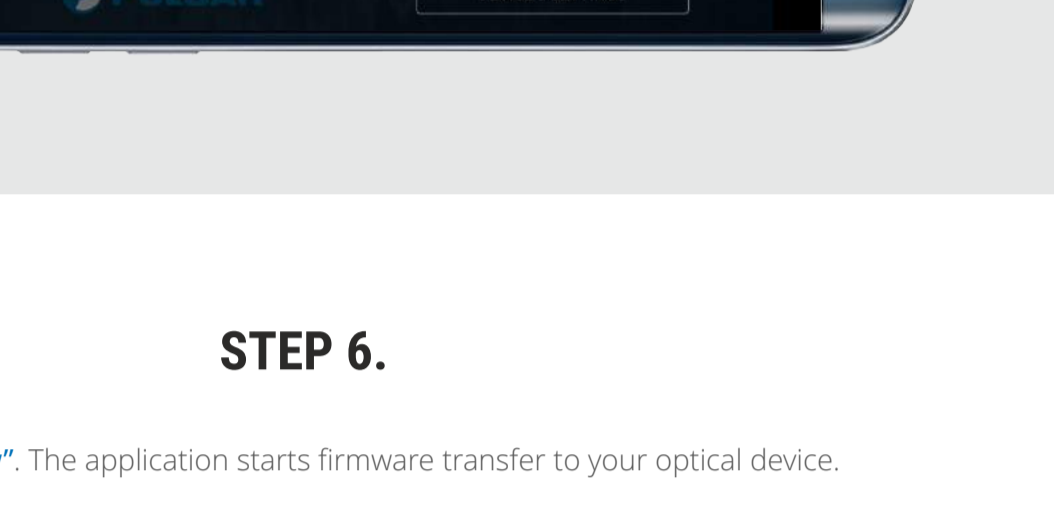 STEP 6.
”. The application starts firmware transfer to your optical device.